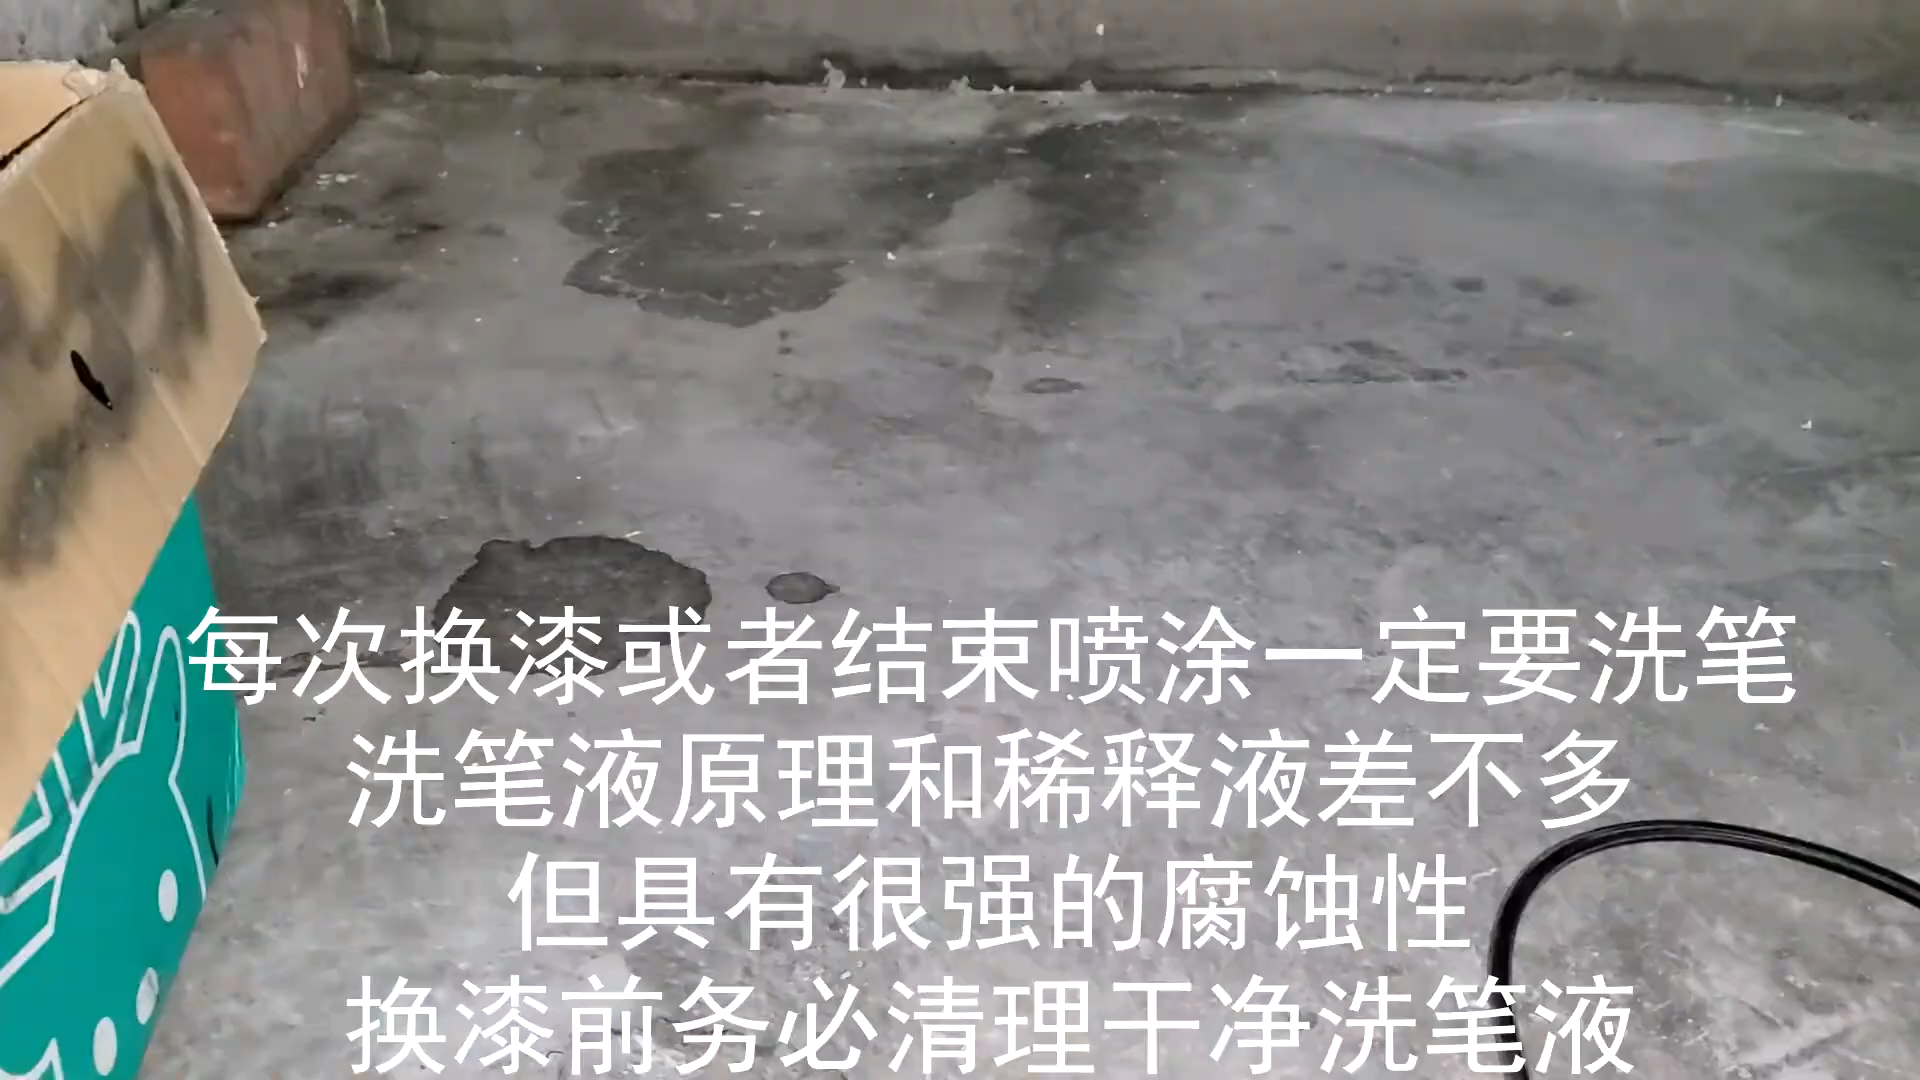 每次换漆或者结束喷涂一定要洗笔
洗笔液原理和稀释液差不多
但具有很强的腐蚀性
换漆前务必清理干净洗笔液